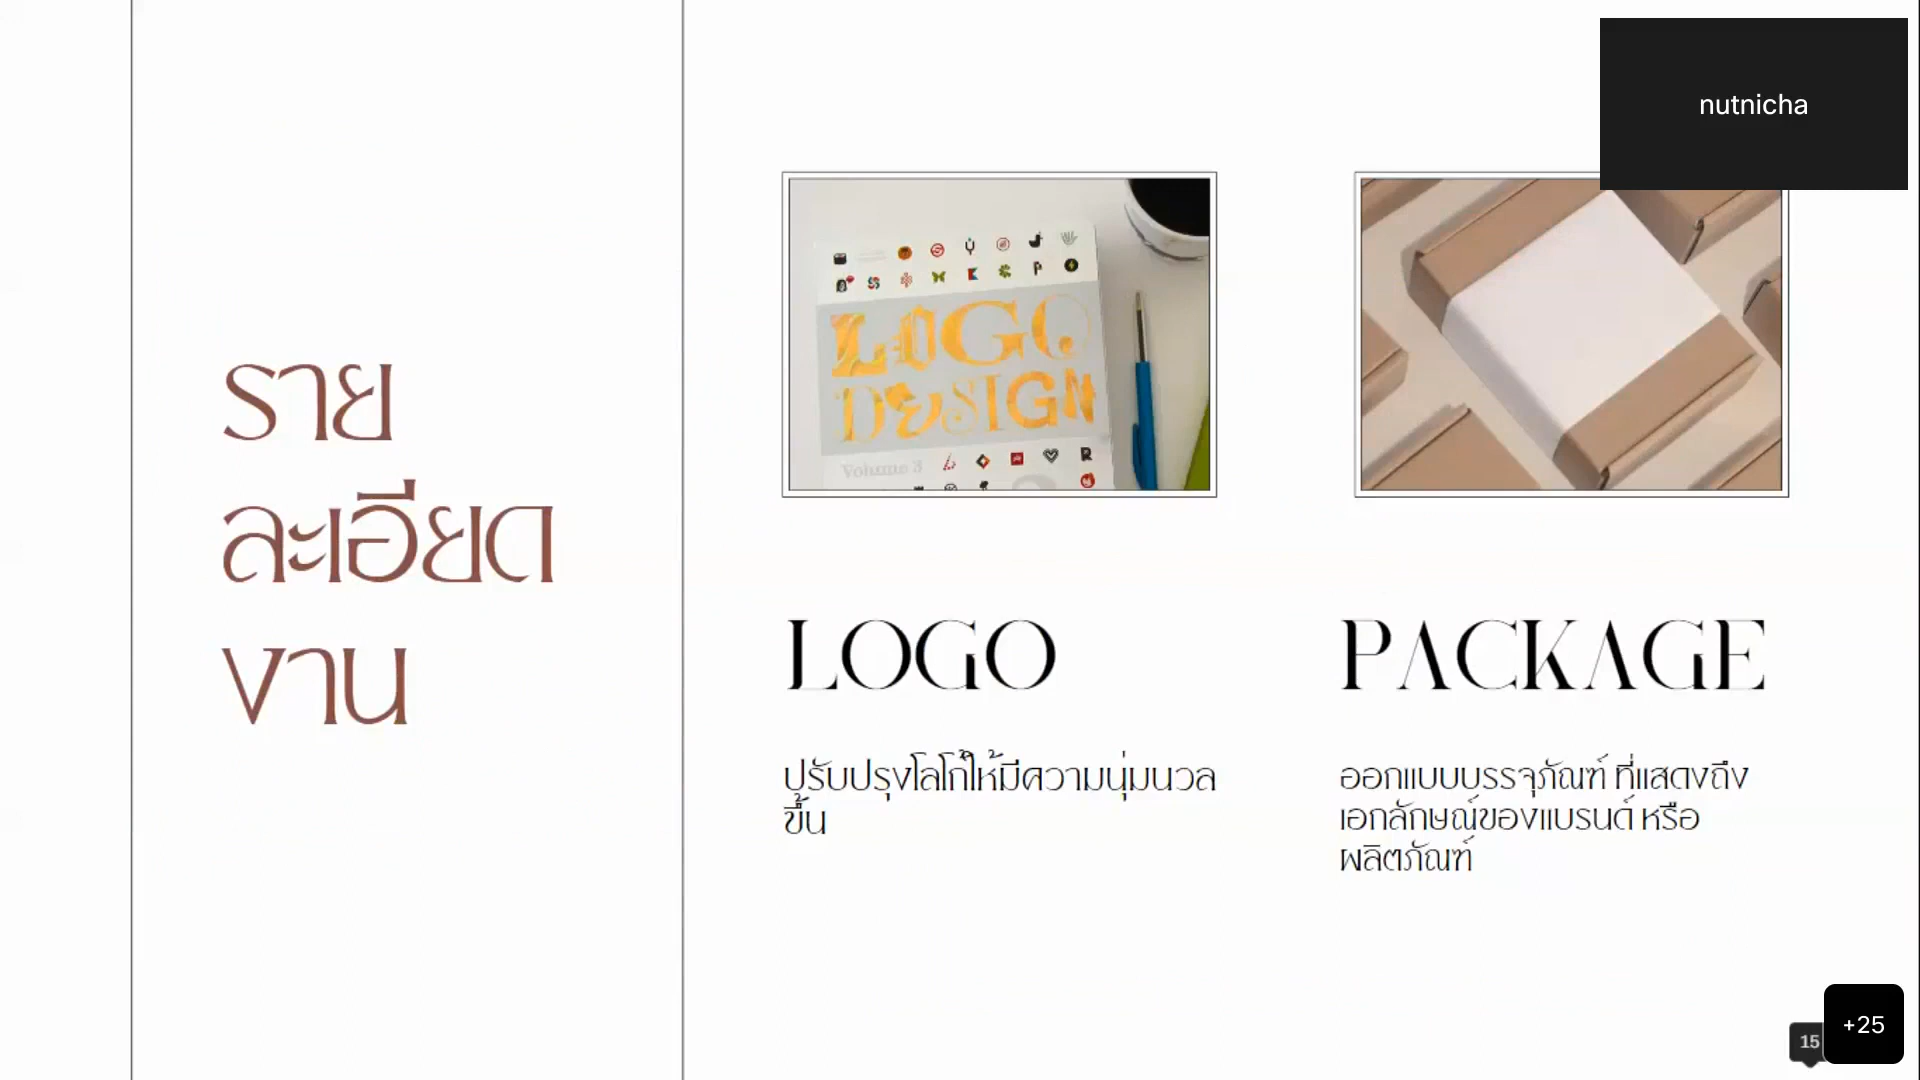 nutnicha
ราย
ละเอียด
งาน
LOGO
DESIGN
Volume 3
LOGO
ปรับปรุงโลโก้ให้มีความนุ่มนวล
ขึ้น
PACKAGE
ออกแบบบรรจุภัณฑ์ ที่แสดงถึง
เอกลักษณ์ของแบรนด์ หรือ
ผลิตภัณฑ์
15
+25